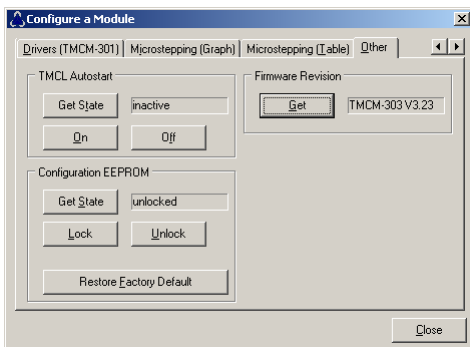 Configure a Module
Drivers (TMCM-301) Microstepping (Graph) Microstepping (Table) Other
TMCL Autostart
Get State inactive
On Off
Firmware Revision
Get TMCM-303 V3.23
Configuration EEPROM
Get State unlocked
Lock Unlock
Restore Factory Default
Close